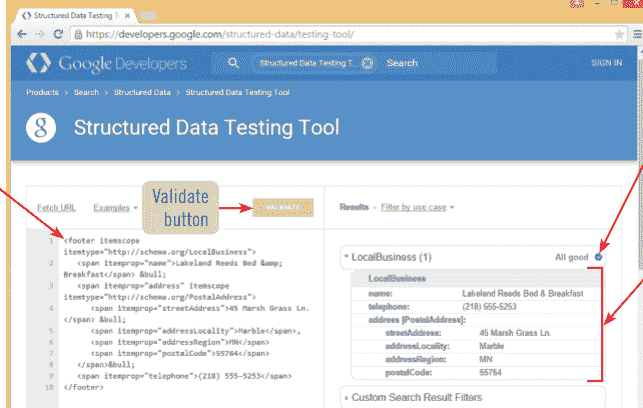 Structured Data Testing T
https://developers.google.com/structured-data/testing-tool/
Google Developers
Structured Data Testing T...
Search
SIGN IN
Products > Search > Structured Data > Structured Data Testing Tool
g Structured Data Testing Tool
Fetch URL
Examples
Validate
button
VALIDATE
Results - Filter by use case
1 <footer itemscope
itemtype="http://schema.org/LocalBusiness">
2 <span itemprop="name">Lakeland Reeds Bed &amp;
Breakfast</span> &bull;
3 <span itemprop="address" itemscope
itemtype="http://schema.org/PostalAddress">
4 <span itemprop="streetAddress">45 Marsh Grass Ln.
</span> &bull;
5 <span itemprop="addressLocality">Marble</span>,
6 <span itemprop="addressRegion">MN</span>
7 <span itemprop="postalCode">55764</span>
8 </span>&bull;
9 <span itemprop="telephone">(218) 555-5253</span>
10 </footer>
LocalBusiness (1) All good
LocalBusiness
name: Lakeland Reeds Bed & Breakfast
telephone: (218) 555-5253
address [PostalAddress]:
streetAddress: 45 Marsh Grass Ln.
addressLocality: Marble
addressRegion: MN
postalCode: 55764
Custom Search Result Filters